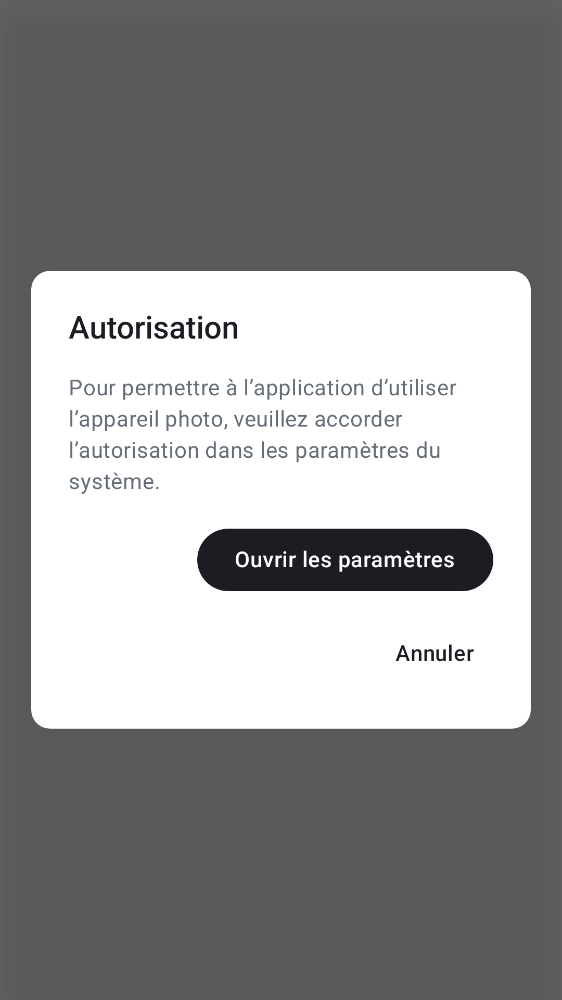 Autorisation
Pour permettre à l’application d’utiliser
l’appareil photo, veuillez accorder
l’autorisation dans les paramètres du
système.
Ouvrir les paramètres
Annuler